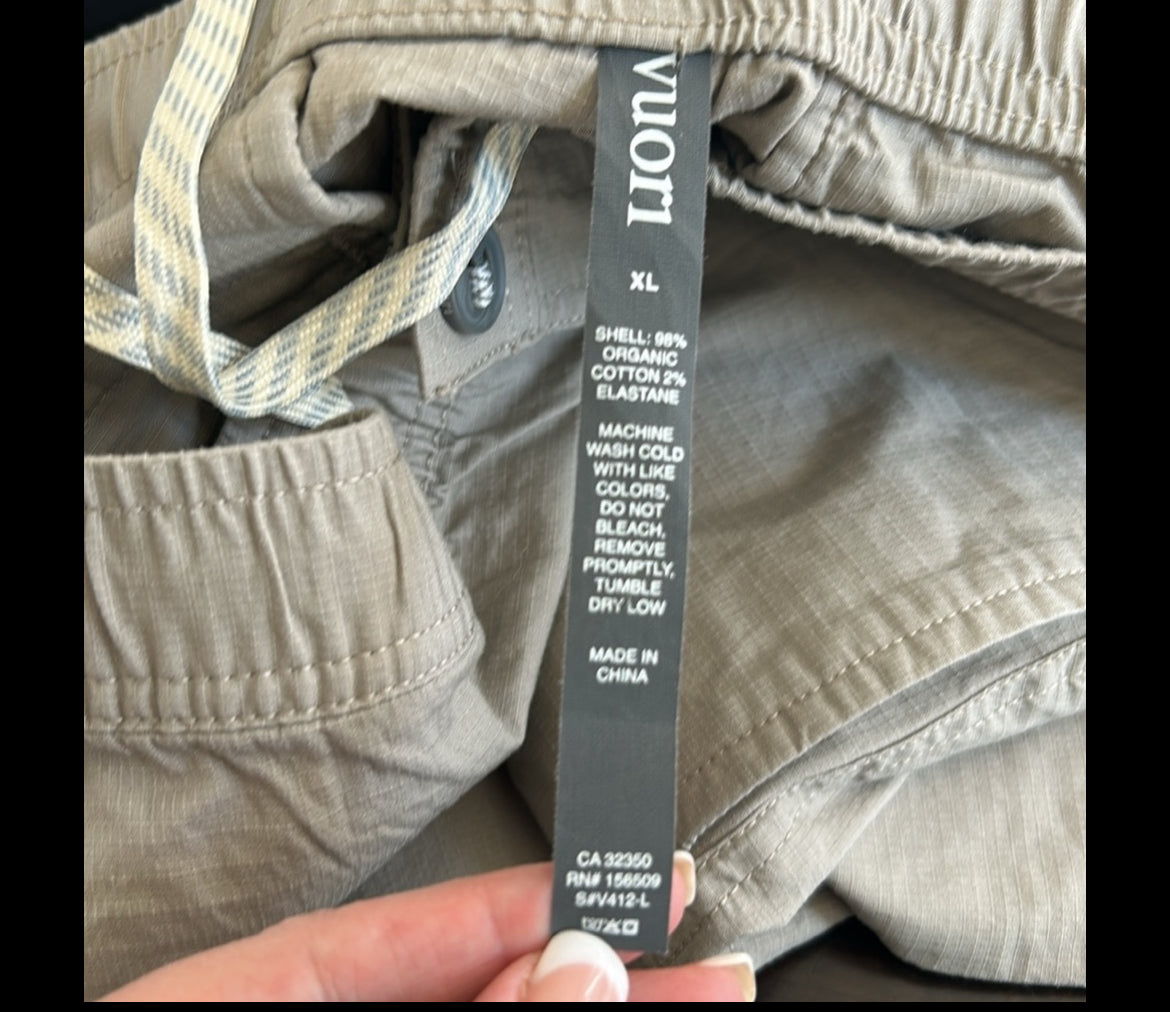 vuori
XL
SHELL: 98%
ORGANIC
COTTON 2%
ELASTANE
MACHINE
WASH COLD
WITH LIKE
COLORS,
DO NOT
BLEACH,
REMOVE
PROMPTLY,
TUMBLE
DRY LOW
MADE IN
CHINA
CA 32350
RN# 156509
S#V412-L